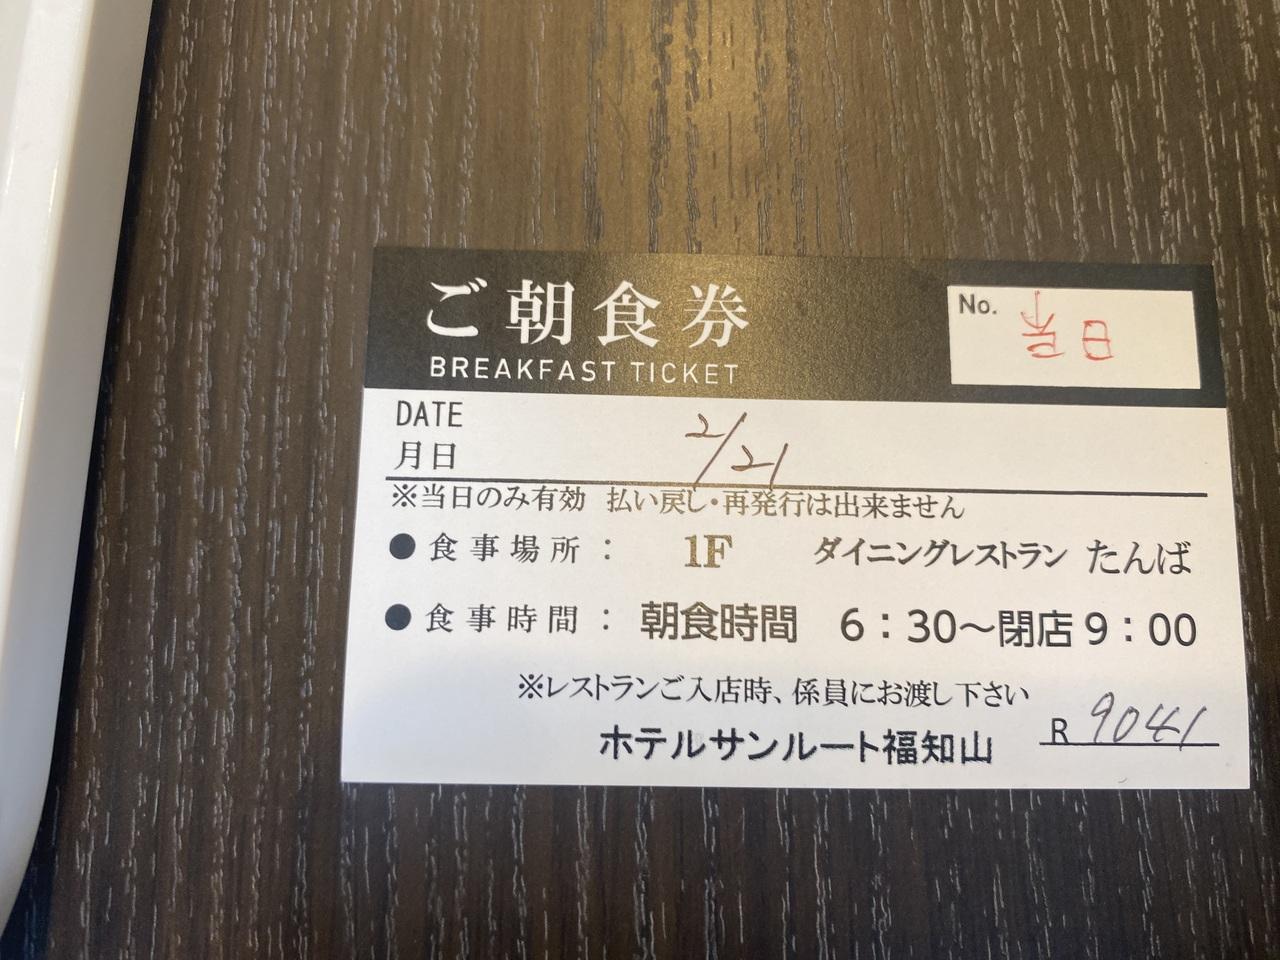 ご朝食券
BREAKFAST TICKET
No. 当日
DATE
月日 2/21
※当日のみ有効 払い戻し・再発行は出来ません
●食事場所： 1F ダイニングレストラン たんば
●食事時間： 朝食時間 6：30～閉店9：00
※レストランご入店時、係員にお渡し下さい
ホテルサンルート福知山 R 9041